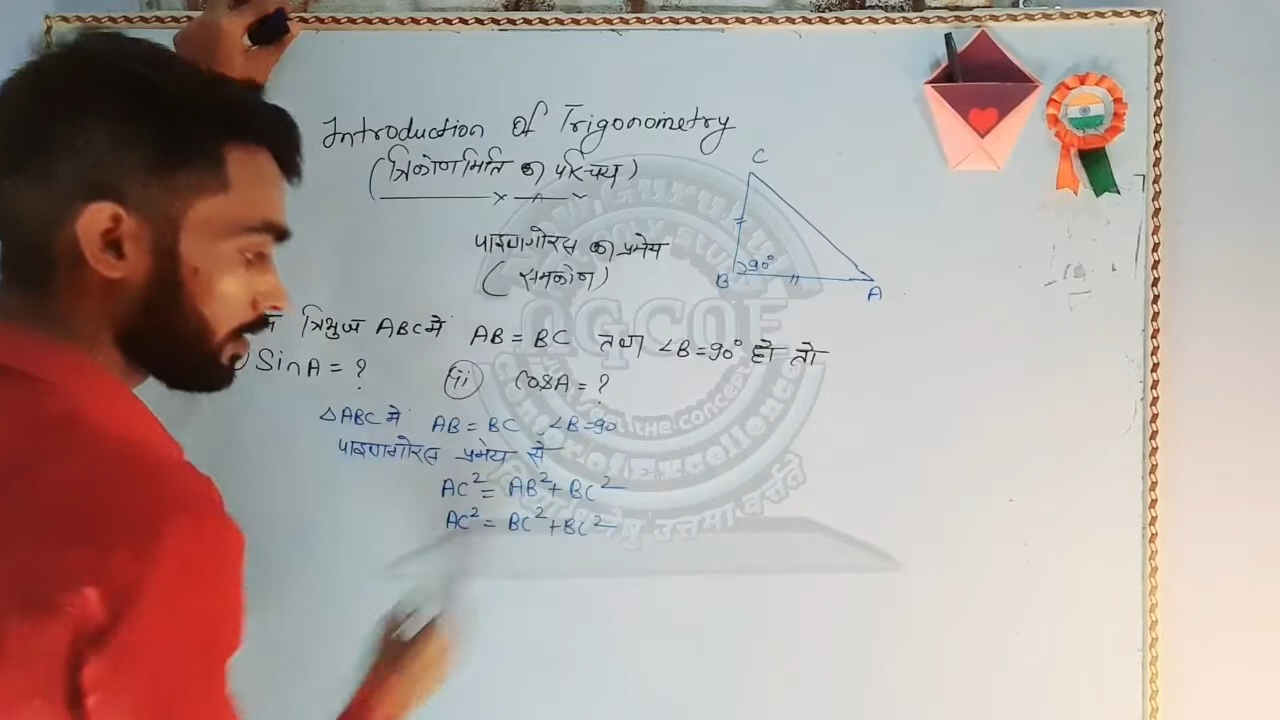 Introduction of Trigonometry
(त्रिकोणमिति का परिचय)
C
पाइथागोरस का प्रमेय
(समकोण)
B 90° A
त्रिभुज ABC में AB = BC तथा ∠B = 90° हो तो
SinA = ? (ii) CosA = ?
△ABC में AB = BC, ∠B = 90
पाइथागोरस प्रमेय से
AC² = AB² + BC²
AC² = BC² + BC²